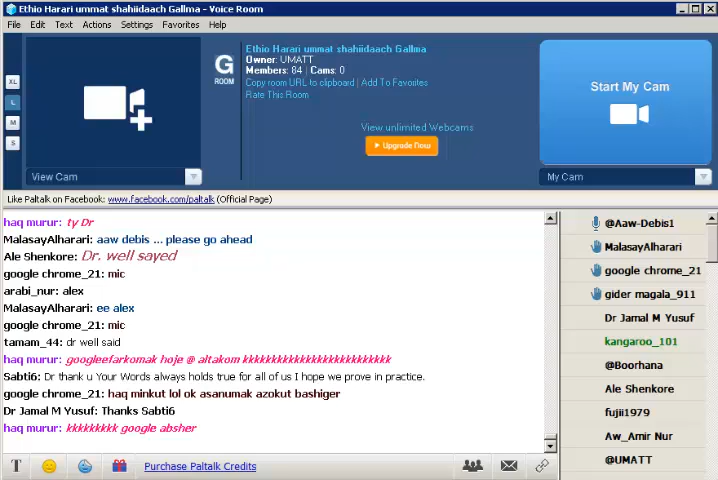 Ethio Harari ummat shahiidaach Gallma - Voice Room
File Edit Text Actions Settings Favorites Help
XL
L
M
S
View Cam
G
ROOM
Ethio Harari ummat shahiidaach Gallma
Owner: UMATT
Members: 84 | Cams: 0
Copy room URL to clipboard | Add To Favorites
Rate This Room
View unlimited Webcams
Upgrade Now
Start My Cam
My Cam
Like Paltalk on Facebook: www.facebook.com/paltalk (Official Page)
haq murur: ty Dr
MalasayAlharari: aaw debis ... please go ahead
Ale Shenkore: Dr. well sayed
google chrome_21: mic
arabi_nur: alex
MalasayAlharari: ee alex
google chrome_21: mic
tamam_44: dr well said
haq murur: googleefarkomak hoje @ altakom kkkkkkkkkkkkkkkkkkkkkkkkkk
Sabti6: Dr thank u Your Words always holds true for all of us I hope we prove in practice.
google chrome_21: haq minkut lol ok asanumak azokut bashiger
Dr Jamal M Yusuf: Thanks Sabti6
haq murur: kkkkkkkkk google absher
@Aaw-Debis1
MalasayAlharari
google chrome_21
gider magala_911
Dr Jamal M Yusuf
kangaroo_101
@Boorhana
Ale Shenkore
fujii1979
Aw_Amir Nur
@UMATT
T
Purchase Paltalk Credits